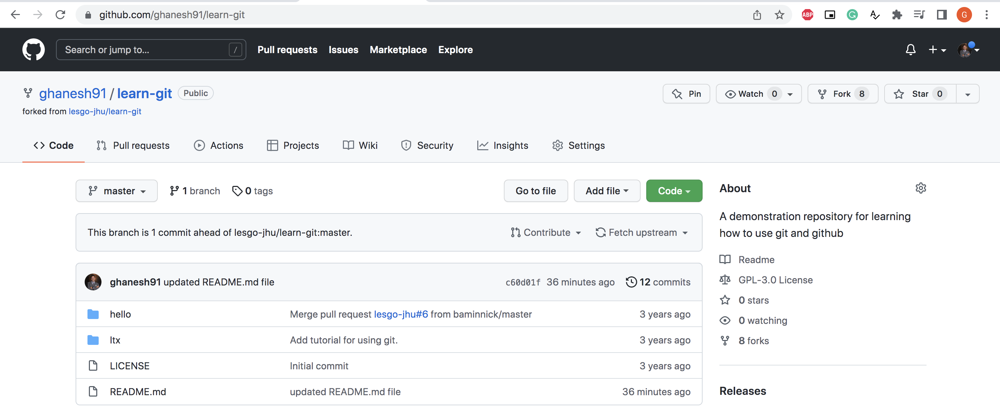 github.com/ghanesh91/learn-git
ABP
G
Search or jump to...
/
Pull requests
Issues
Marketplace
Explore
ghanesh91 / learn-git
Public
Pin
Watch 0
Fork 8
Star 0
forked from lesgo-jhu/learn-git
Code
Pull requests
Actions
Projects
Wiki
Security
Insights
Settings
master
1 branch
0 tags
Go to file
Add file
Code
This branch is 1 commit ahead of lesgo-jhu/learn-git:master.
Contribute
Fetch upstream
ghanesh91 updated README.md file
c60d01f 36 minutes ago
12 commits
hello
Merge pull request lesgo-jhu#6 from baminnick/master
3 years ago
ltx
Add tutorial for using git.
3 years ago
LICENSE
Initial commit
3 years ago
README.md
updated README.md file
36 minutes ago
About
A demonstration repository for learning
how to use git and github
Readme
GPL-3.0 License
0 stars
0 watching
8 forks
Releases